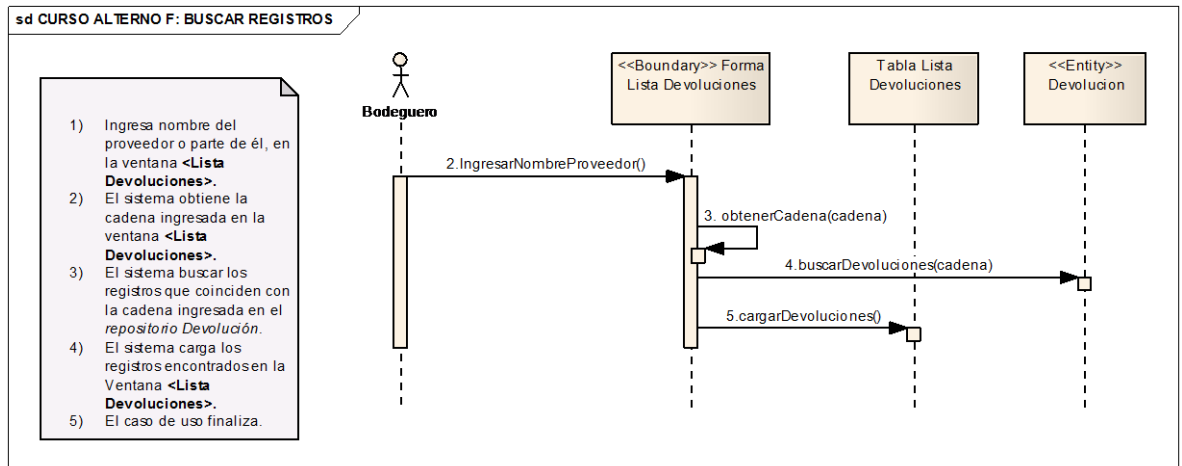 sd CURSO ALTERNO F: BUSCAR REGISTROS
1) Ingresa nombre del
proveedor o parte de él, en
la ventana <Lista
Devoluciones>.
2) El sistema obtiene la
cadena ingresada en la
ventana <Lista
Devoluciones>.
3) El sistema buscar los
registros que coinciden con
la cadena ingresada en el
repositorio Devolución.
4) El sistema carga los
registros encontrados en la
Ventana <Lista
Devoluciones>.
5) El caso de uso finaliza.
Bodeguero
<<Boundary>> Forma
Lista Devoluciones
Tabla Lista
Devoluciones
<<Entity>>
Devolucion
2.IngresarNombreProveedor()
3. obtenerCadena(cadena)
4.buscarDevoluciones(cadena)
5.cargarDevoluciones()